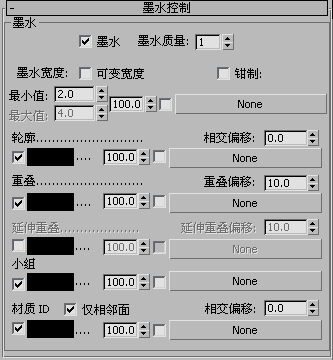 - 墨水控制
墨水
墨水 墨水质量: 1
墨水宽度: 可变宽度 钳制:
最小值: 2.0
最大值: 4.0 100.0 None
轮廓........................ 相交偏移: 0.0
.... 100.0 None
重叠........................ 重叠偏移: 10.0
.... 100.0 None
延伸重叠.................... 延伸重叠偏移: 10.0
.... 100.0 None
小组
.... 100.0 None
材质 ID 仅相邻面 相交偏移: 0.0
.... 100.0 None